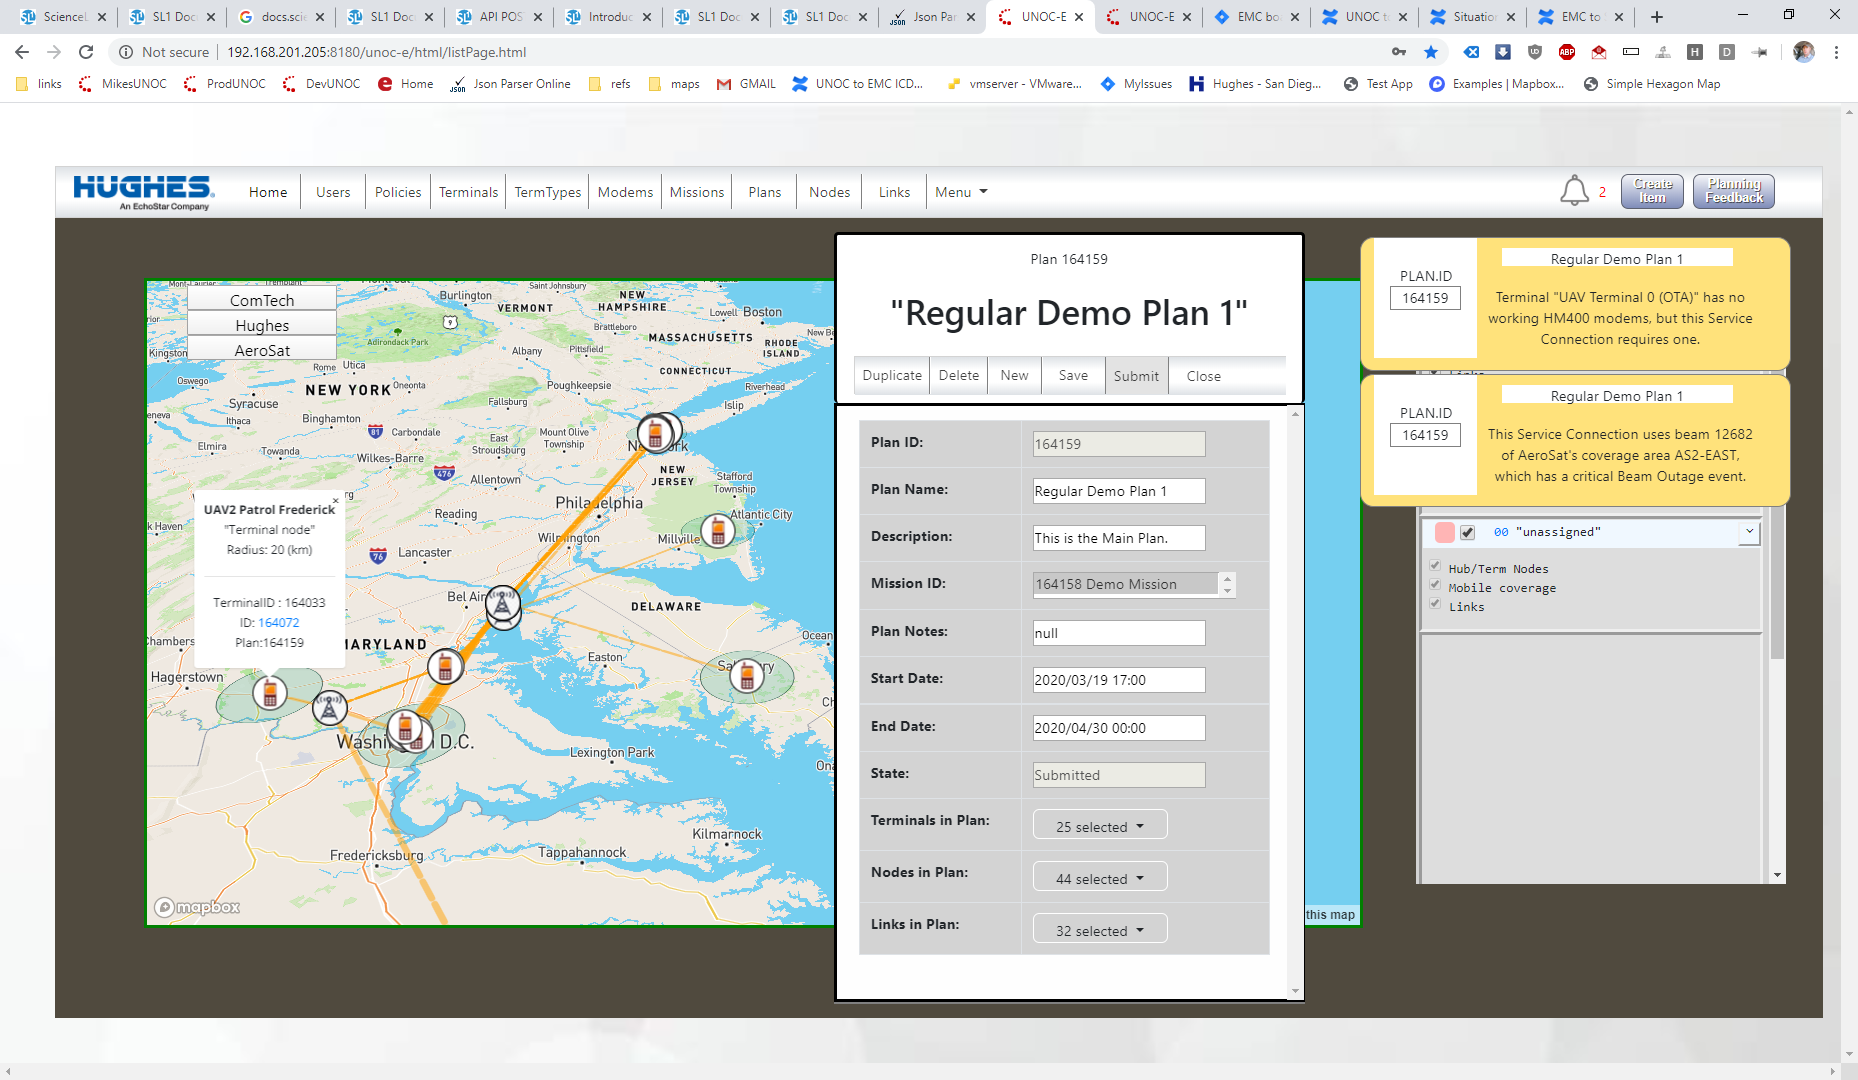 ScienceL
SL1 Doc
docs.scie
SL1 Doc
API POS
Introduc
SL1 Doc
SL1 Doc
Json Par
UNOC-E
UNOC-E
EMC bo
UNOC to
Situation
EMC to
Not secure
192.168.201.205:8180/unoc-e/html/listPage.html
links
MikesUNOC
ProdUNOC
DevUNOC
Home
Json Parser Online
refs
maps
GMAIL
UNOC to EMC ICD...
vmserver - VMware...
MyIssues
Hughes - San Dieg...
Test App
Examples | Mapbox...
Simple Hexagon Map
HUGHES.
An EchoStar Company
Home
Users
Policies
Terminals
TermTypes
Modems
Missions
Plans
Nodes
Links
Menu
2
Create
Item
Planning
Feedback
ComTech
Hughes
AeroSat
Burlington
VERMONT
Saint Johnsbury
NEW
HAMPSHIRE
Lowell
Boston
Brattleboro
MASSACHUSETTS
RHODE
ISLAND
Adirondack Park
9
Kingston
Albany
Pittsfield
CONNECTICUT
Oswego
Rome
Utica
NEW YORK
Oneonta
Poughkeepsie
Riverhead
Syracuse
Fallsburg
Islip
Ithaca
Binghamton
81
Carbondale
Elmira
Towanda
East
Stroudsburg
Mount Olive
Township
Wilkes-Barre
476
Allentown
NEW
JERSEY
Stafford
Township
Philadelphia
Atlantic City
Reading
Wilmington
Millville
76
Lancaster
Bel Air
DELAWARE
Ocean
Easton
MARYLAND
Hagerstown
Chambers
Washington D.C.
Lexington Park
Kilmarnock
Fredericksburg
Tappahannock
mapbox
×
UAV2 Patrol Frederick
"Terminal node"
Radius: 20 (km)
TerminalID : 164033
ID: 164072
Plan:164159
this map
Plan 164159
"Regular Demo Plan 1"
Duplicate
Delete
New
Save
Submit
Close
Plan ID:
164159
Plan Name:
Regular Demo Plan 1
Description:
This is the Main Plan.
Mission ID:
164158 Demo Mission
Plan Notes:
null
Start Date:
2020/03/19 17:00
End Date:
2020/04/30 00:00
State:
Submitted
Terminals in Plan:
25 selected
Nodes in Plan:
44 selected
Links in Plan:
32 selected
PLAN.ID
164159
Regular Demo Plan 1
Terminal "UAV Terminal 0 (OTA)" has no
working HM400 modems, but this Service
Connection requires one.
PLAN.ID
164159
Regular Demo Plan 1
This Service Connection uses beam 12682
of AeroSat's coverage area AS2-EAST,
which has a critical Beam Outage event.
00 "unassigned"
Hub/Term Nodes
Mobile coverage
Links